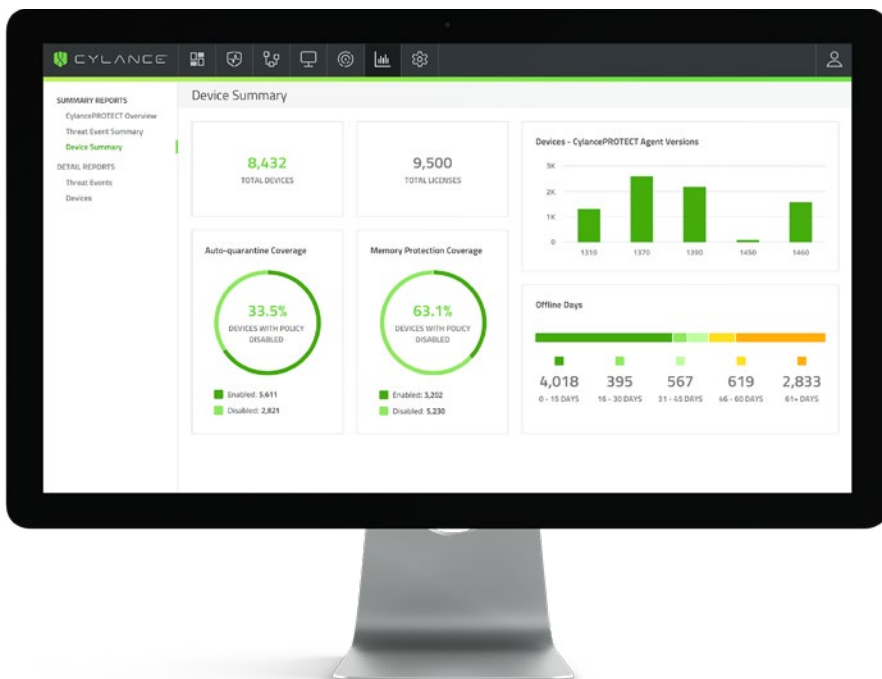 CYLANCE
SUMMARY REPORTS
CylancePROTECT Overview
Threat Event Summary
Device Summary
DETAIL REPORTS
Threat Events
Devices
Device Summary
8,432
TOTAL DEVICES
9,500
TOTAL LICENSES
Auto-quarantine Coverage
33.5%
DEVICES WITH POLICY
DISABLED
Enabled: 5,611
Disabled: 2,821
Memory Protection Coverage
63.1%
DEVICES WITH POLICY
DISABLED
Enabled: 3,202
Disabled: 5,230
Devices - CylancePROTECT Agent Versions
3K
2K
1K
0
1310 1370 1390 1450 1460
Offline Days
4,018 395 567 619 2,833
0 - 15 DAYS 16 - 30 DAYS 31 - 45 DAYS 46 - 60 DAYS 61+ DAYS